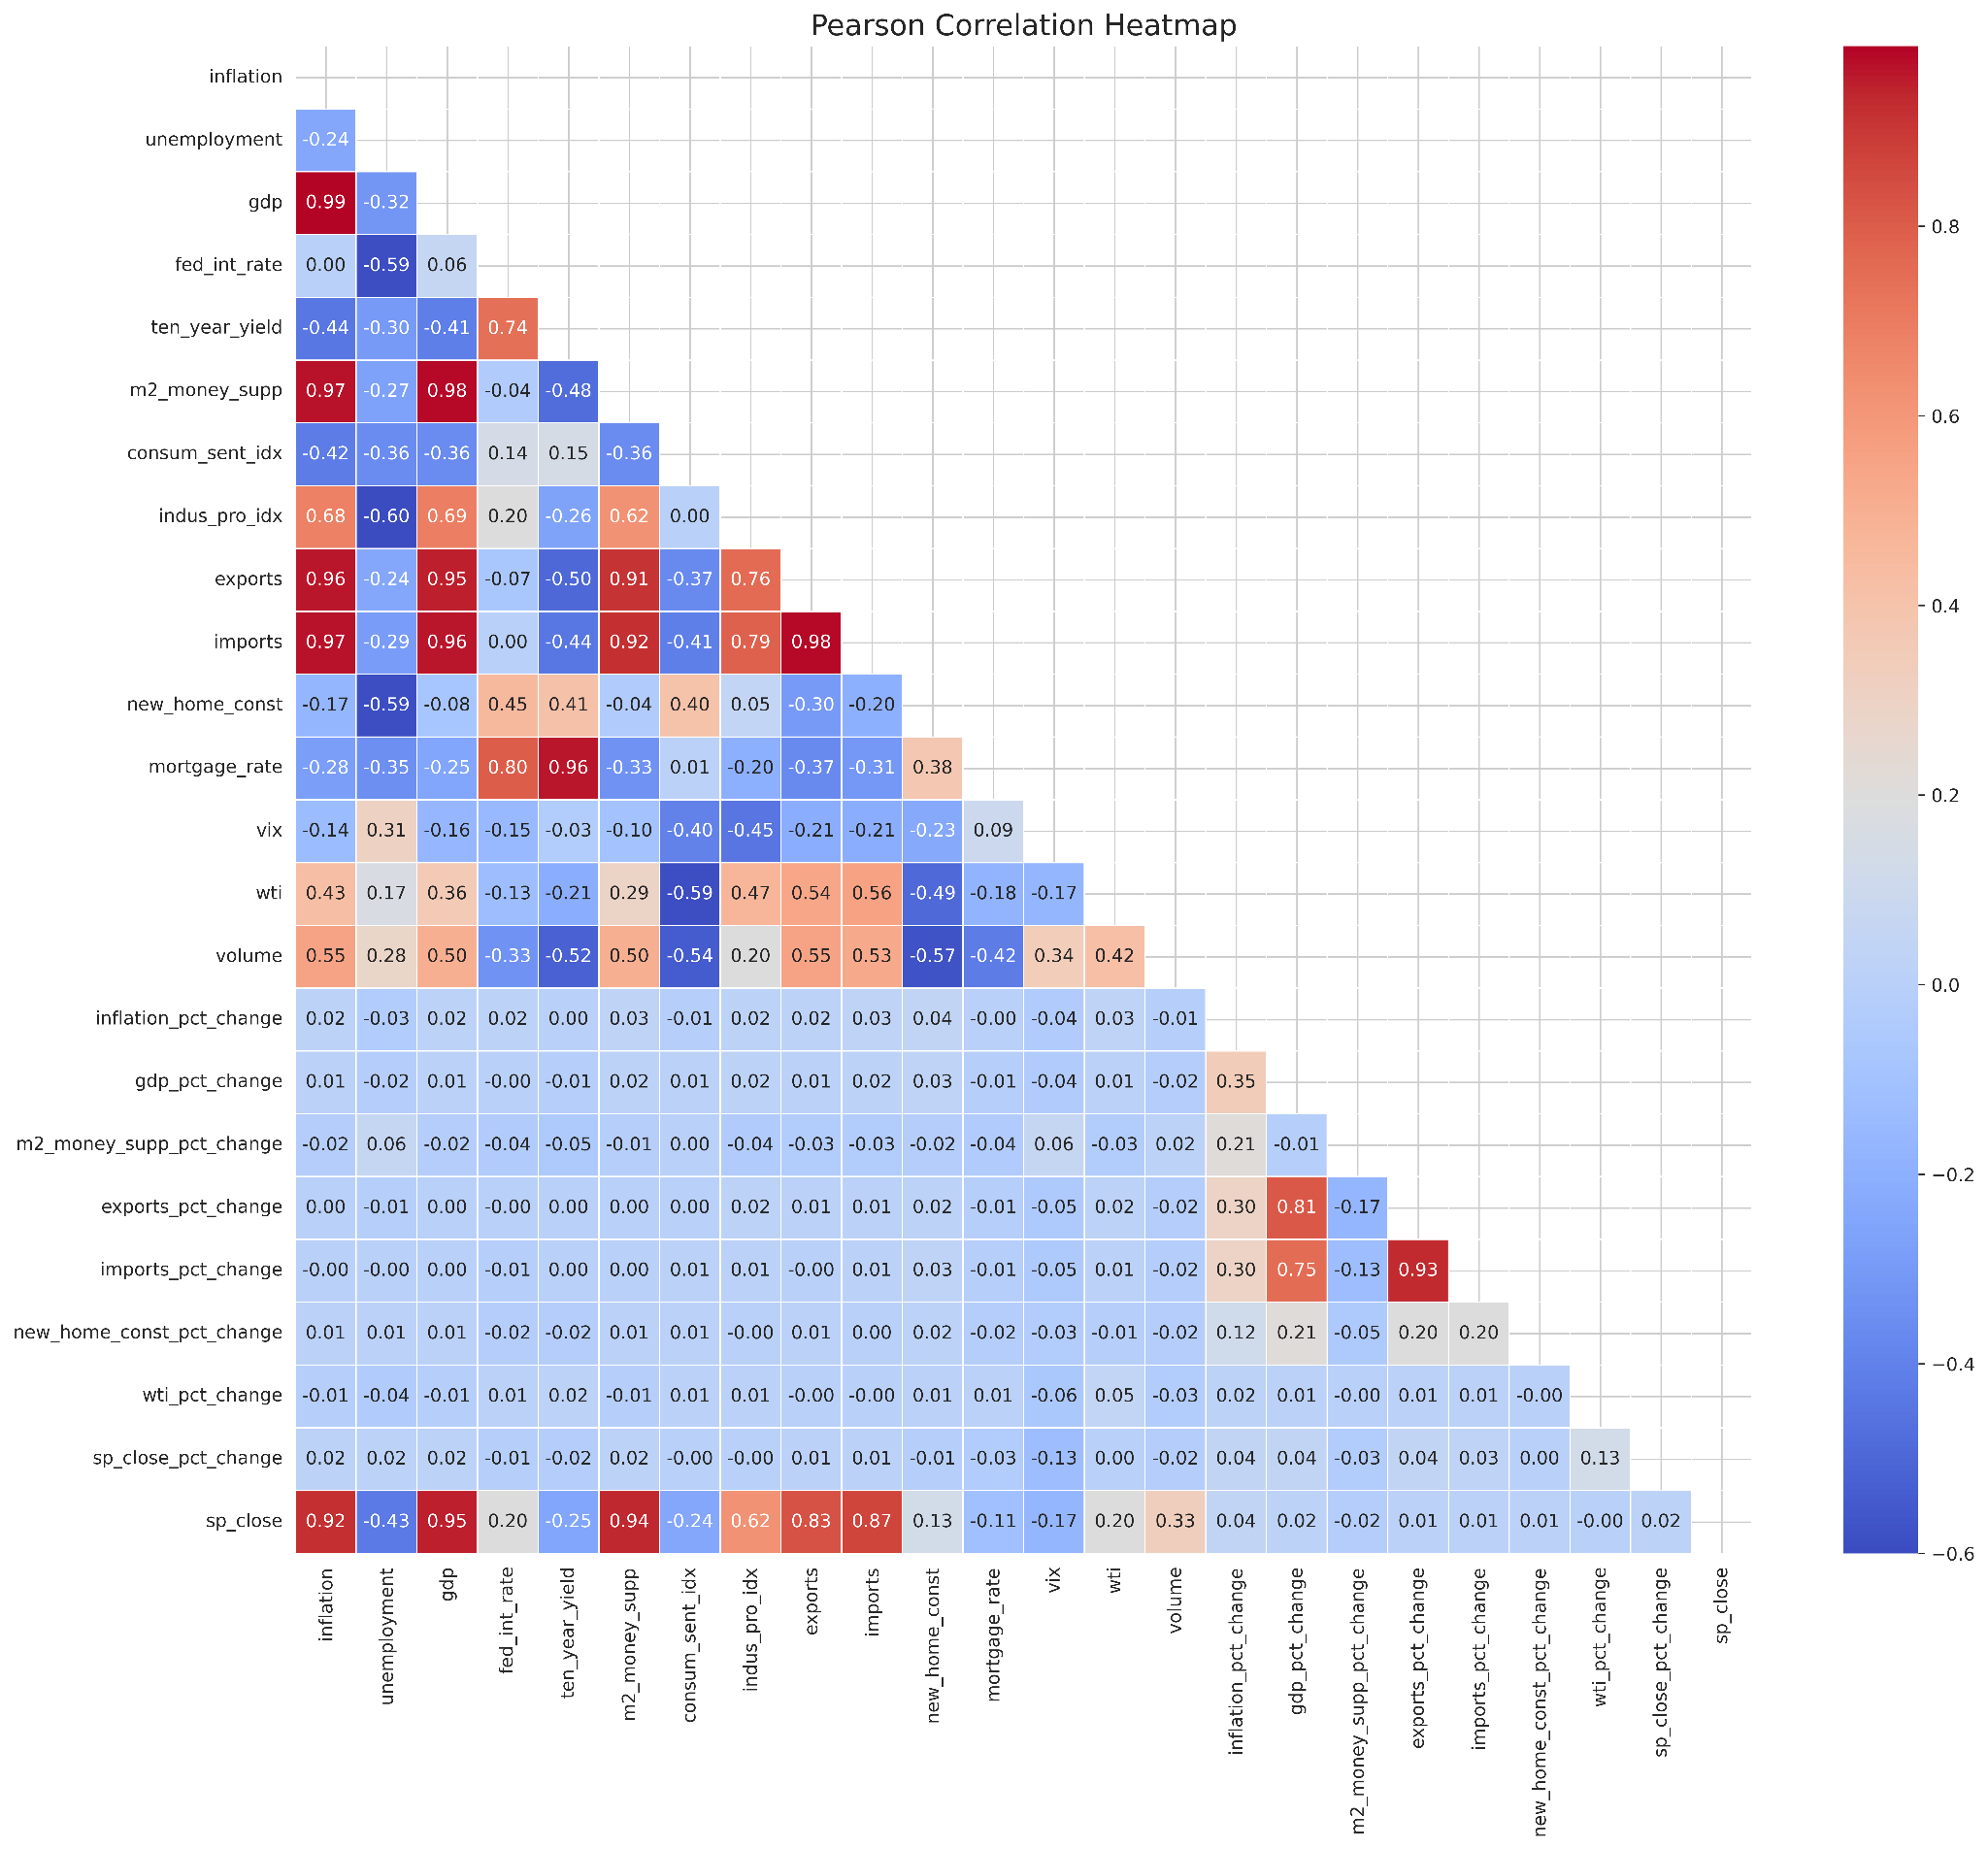 Pearson Correlation Heatmap
inflation
unemployment -0.24
gdp 0.99 -0.32
fed_int_rate 0.00 -0.59 0.06
ten_year_yield -0.44 -0.30 -0.41 0.74
m2_money_supp 0.97 -0.27 0.98 -0.04 -0.48
consum_sent_idx -0.42 -0.36 -0.36 0.14 0.15 -0.36
indus_pro_idx 0.68 -0.60 0.69 0.20 -0.26 0.62 0.00
exports 0.96 -0.24 0.95 -0.07 -0.50 0.91 -0.37 0.76
imports 0.97 -0.29 0.96 0.00 -0.44 0.92 -0.41 0.79 0.98
new_home_const -0.17 -0.59 -0.08 0.45 0.41 -0.04 0.40 0.05 -0.30 -0.20
mortgage_rate -0.28 -0.35 -0.25 0.80 0.96 -0.33 0.01 -0.20 -0.37 -0.31 0.38
vix -0.14 0.31 -0.16 -0.15 -0.03 -0.10 -0.40 -0.45 -0.21 -0.21 -0.23 0.09
wti 0.43 0.17 0.36 -0.13 -0.21 0.29 -0.59 0.47 0.54 0.56 -0.49 -0.18 -0.17
volume 0.55 0.28 0.50 -0.33 -0.52 0.50 -0.54 0.20 0.55 0.53 -0.57 -0.42 0.34 0.42
inflation_pct_change 0.02 -0.03 0.02 0.02 0.00 0.03 -0.01 0.02 0.02 0.03 0.04 -0.00 -0.04 0.03 -0.01
gdp_pct_change 0.01 -0.02 0.01 -0.00 -0.01 0.02 0.01 0.02 0.01 0.02 0.03 -0.01 -0.04 0.01 -0.02 0.35
m2_money_supp_pct_change -0.02 0.06 -0.02 -0.04 -0.05 -0.01 0.00 -0.04 -0.03 -0.03 -0.02 -0.04 0.06 -0.03 0.02 0.21 -0.01
exports_pct_change 0.00 -0.01 0.00 -0.00 0.00 0.00 0.00 0.02 0.01 0.01 0.02 -0.01 -0.05 0.02 -0.02 0.30 0.81 -0.17
imports_pct_change -0.00 -0.00 0.00 -0.01 0.00 0.00 0.01 0.01 -0.00 0.01 0.03 -0.01 -0.05 0.01 -0.02 0.30 0.75 -0.13 0.93
new_home_const_pct_change 0.01 0.01 0.01 -0.02 -0.02 0.01 0.01 -0.00 0.01 0.00 0.02 -0.02 -0.03 -0.01 -0.02 0.12 0.21 -0.05 0.20 0.20
wti_pct_change -0.01 -0.04 -0.01 0.01 0.02 -0.01 0.01 0.01 -0.00 -0.00 0.01 0.01 -0.06 0.05 -0.03 0.02 0.01 -0.00 0.01 0.01 -0.00
sp_close_pct_change 0.02 0.02 0.02 -0.01 -0.02 0.02 -0.00 -0.00 0.01 0.01 -0.01 -0.03 -0.13 0.00 -0.02 0.04 0.04 -0.03 0.04 0.03 0.00 0.13
sp_close 0.92 -0.43 0.95 0.20 -0.25 0.94 -0.24 0.62 0.83 0.87 0.13 -0.11 -0.17 0.20 0.33 0.04 0.02 -0.02 0.01 0.01 0.01 -0.00 0.02
inflation
unemployment
gdp
fed_int_rate
ten_year_yield
m2_money_supp
consum_sent_idx
indus_pro_idx
exports
imports
new_home_const
mortgage_rate
vix
wti
volume
inflation_pct_change
gdp_pct_change
m2_money_supp_pct_change
exports_pct_change
imports_pct_change
new_home_const_pct_change
wti_pct_change
sp_close_pct_change
sp_close
0.8
0.6
0.4
0.2
0.0
−0.2
−0.4
−0.6